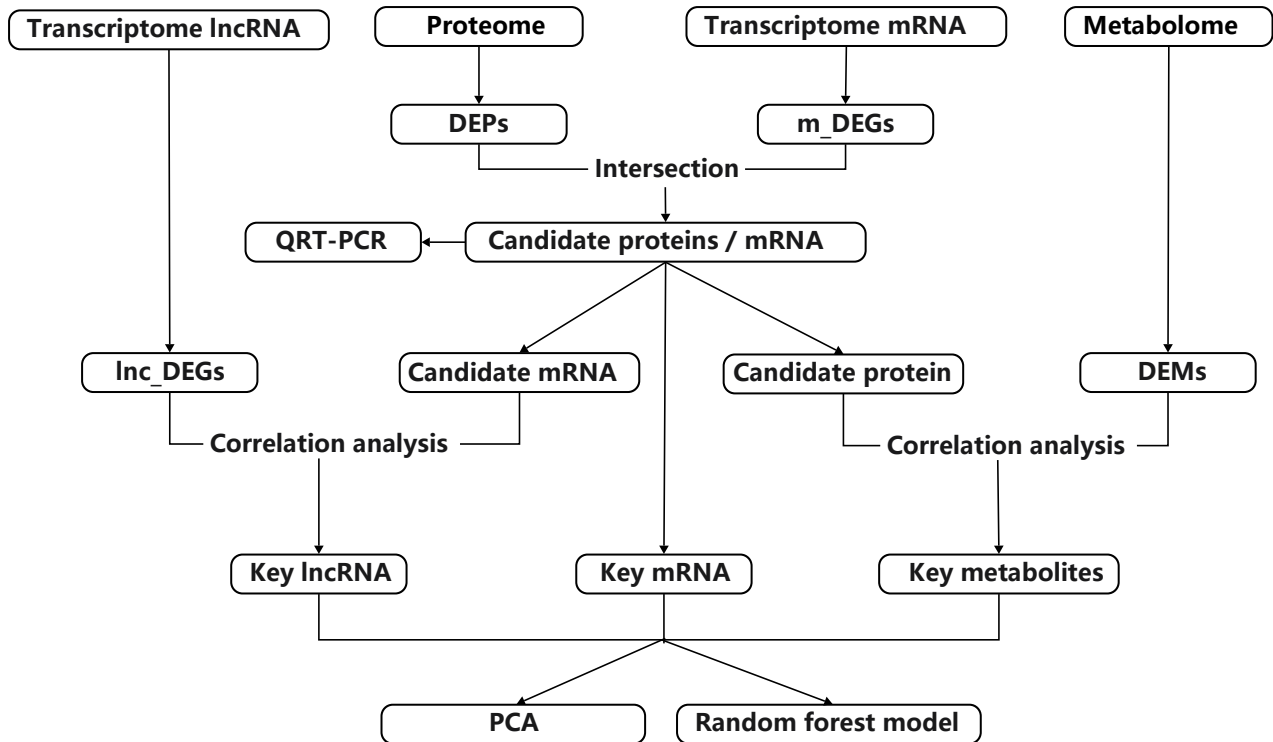 Transcriptome lncRNA
Proteome
Transcriptome mRNA
Metabolome
DEPs
m_DEGs
Intersection
QRT-PCR
Candidate proteins / mRNA
lnc_DEGs
Candidate mRNA
Candidate protein
DEMs
Correlation analysis
Correlation analysis
Key lncRNA
Key mRNA
Key metabolites
PCA
Random forest model